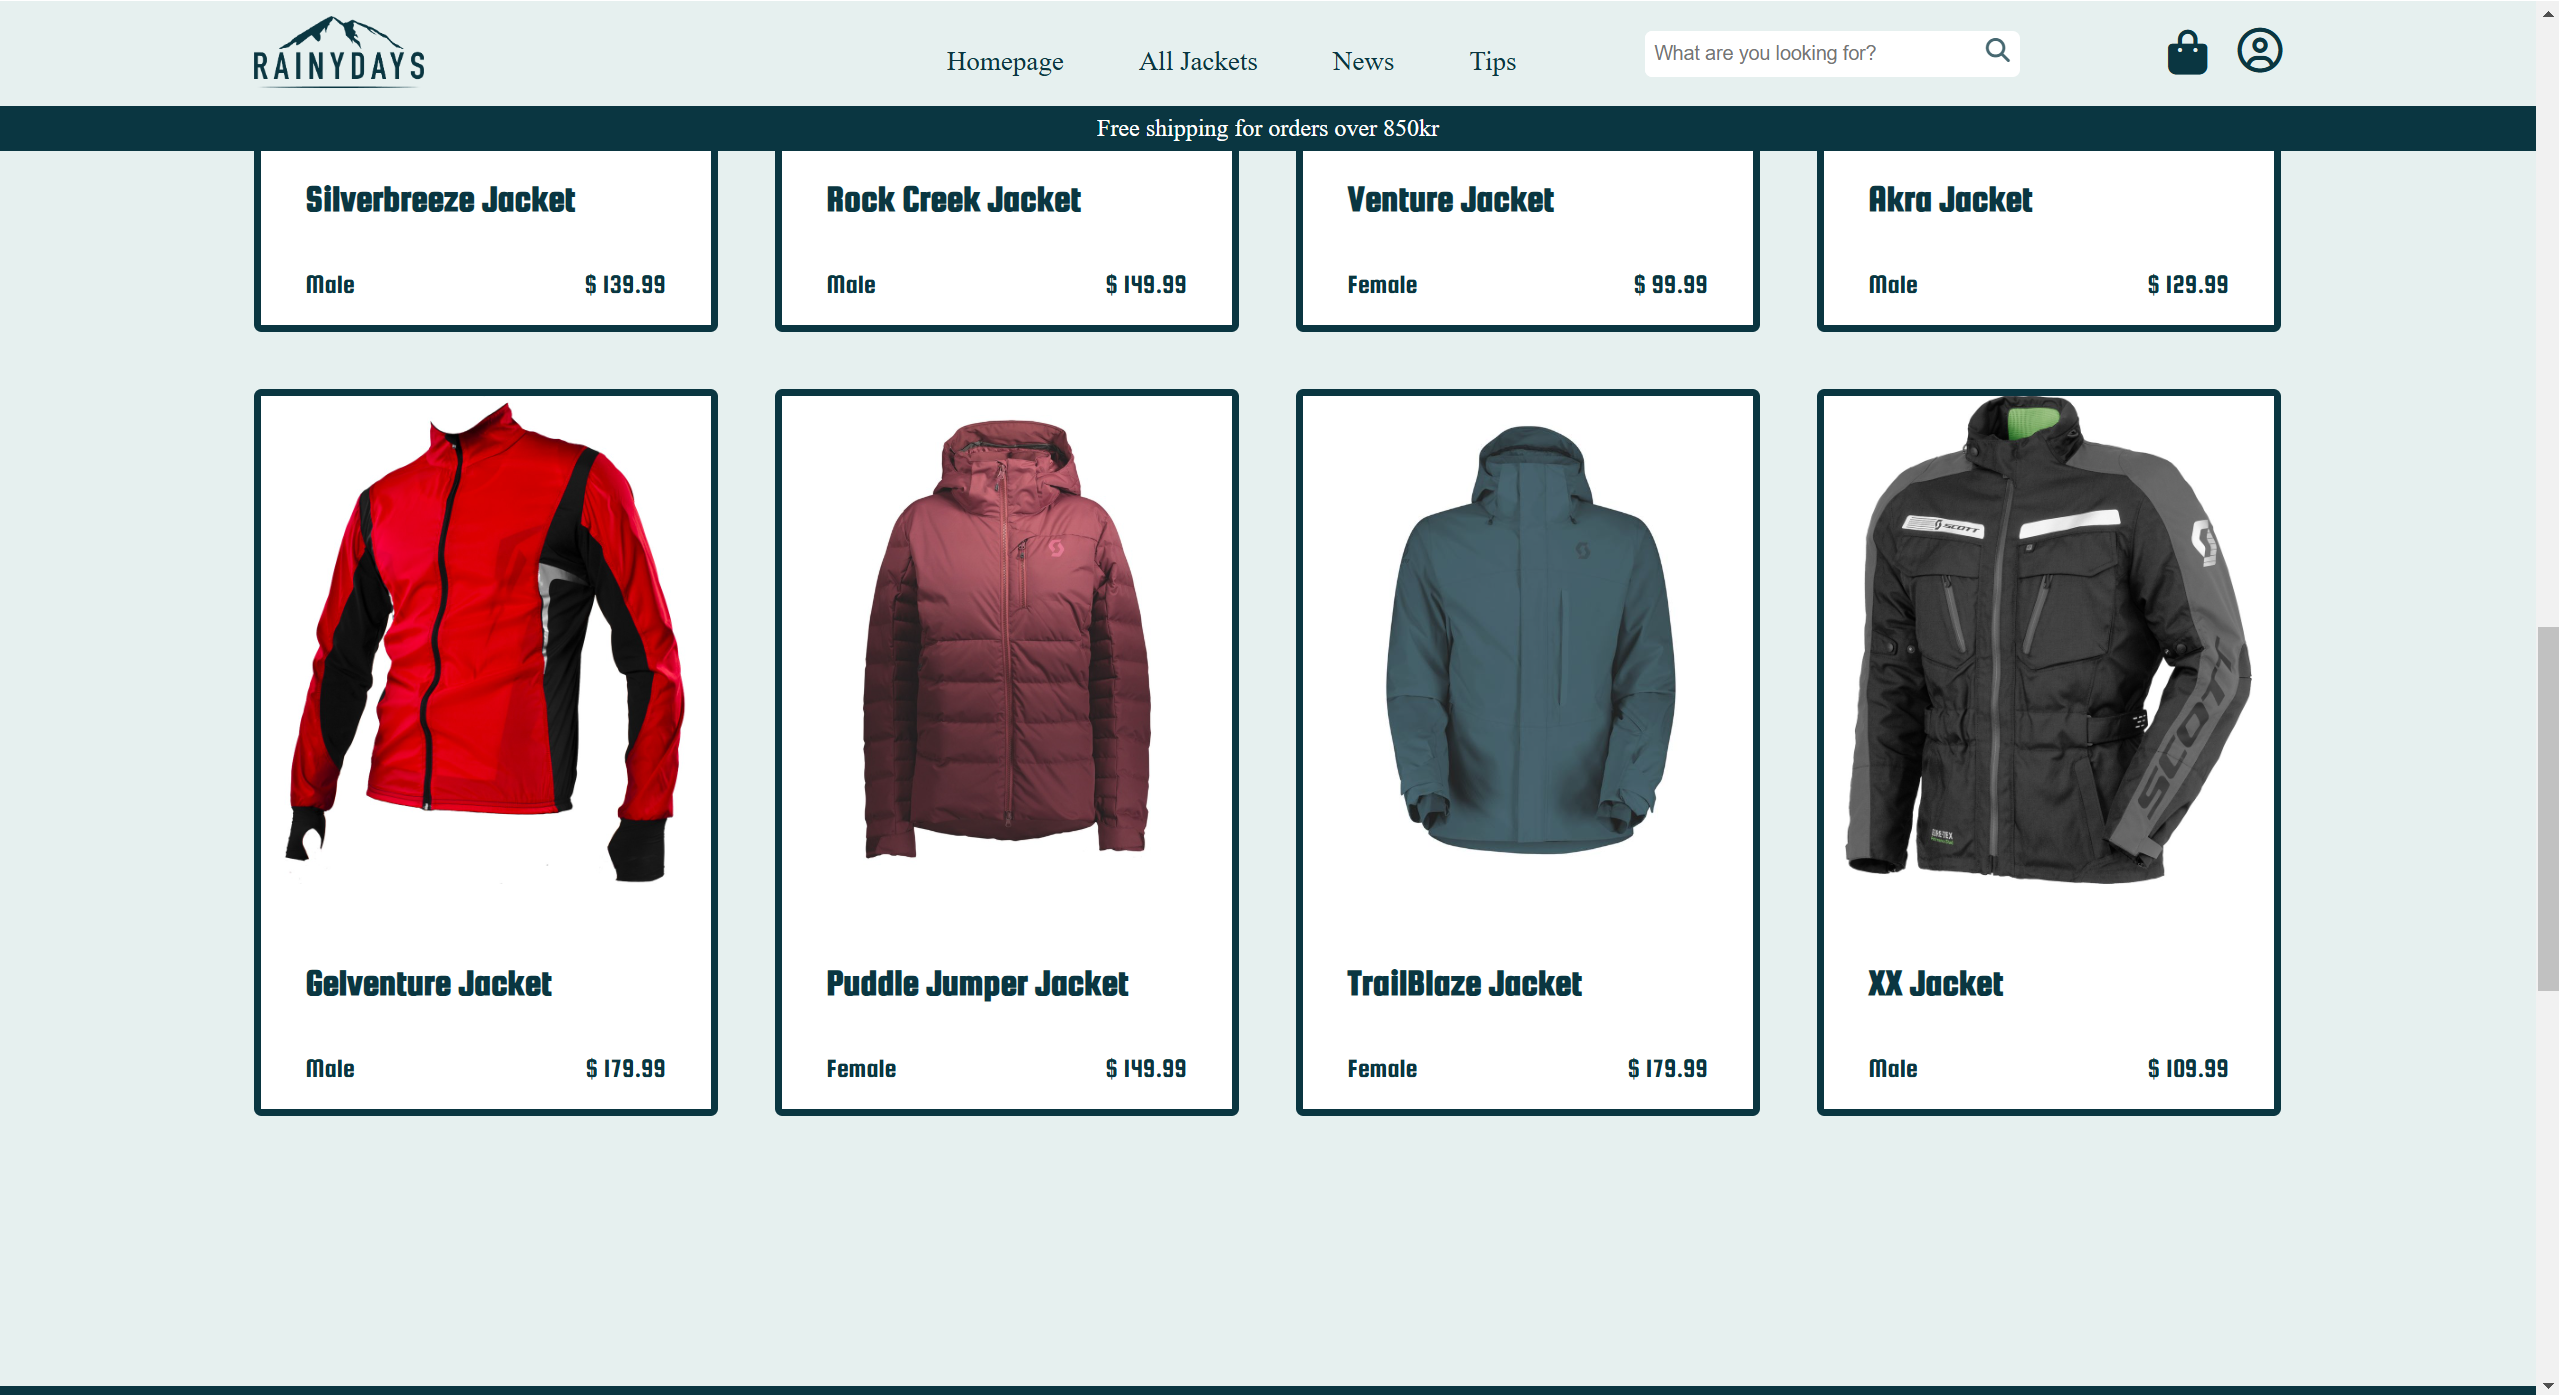 RAINYDAYS
Homepage All Jackets News Tips
What are you looking for?
Free shipping for orders over 850kr
Silverbreeze Jacket
Male $ 139.99
Rock Creek Jacket
Male $ 149.99
Venture Jacket
Female $ 99.99
Akra Jacket
Male $ 129.99
SCOTT
SCOTT
Gelventure Jacket
Male $ 179.99
Puddle Jumper Jacket
Female $ 149.99
TrailBlaze Jacket
Female $ 179.99
XX Jacket
Male $ 109.99